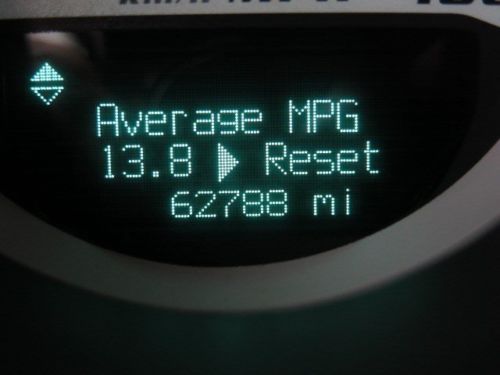 Average MPG
13.8 ▶ Reset
62788 mi